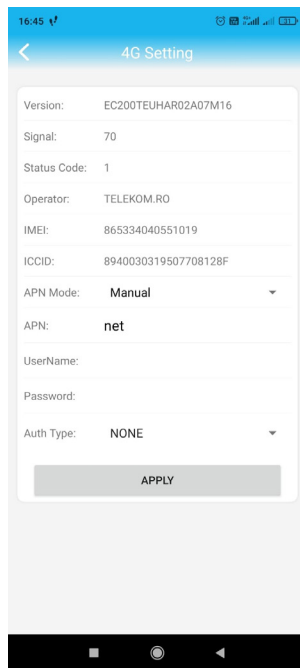 16:45
4G Setting
Version: EC200TEUHAR02A07M16
Signal: 70
Status Code: 1
Operator: TELEKOM.RO
IMEI: 865334040551019
ICCID: 8940030319507708128F
APN Mode: Manual
APN: net
UserName:
Password:
Auth Type: NONE
APPLY